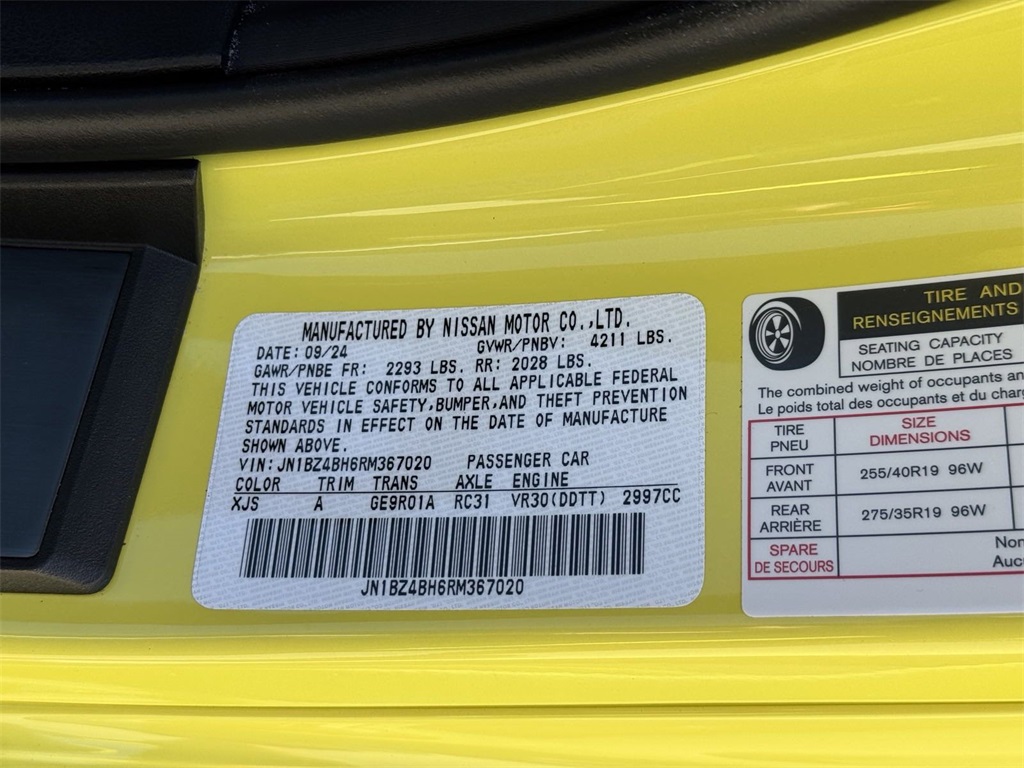 MANUFACTURED BY NISSAN MOTOR CO.,LTD.
DATE: 09/24 GVWR/PNBV: 4211 LBS.
GAWR/PNBE FR: 2293 LBS. RR: 2028 LBS.
THIS VEHICLE CONFORMS TO ALL APPLICABLE FEDERAL
MOTOR VEHICLE SAFETY,BUMPER,AND THEFT PREVENTION
STANDARDS IN EFFECT ON THE DATE OF MANUFACTURE
SHOWN ABOVE.
VIN: JN1BZ4BH6RM367020 PASSENGER CAR
COLOR TRIM TRANS AXLE ENGINE
XJS A GE9R01A RC31 VR30(DDTT) 2997CC
JN1BZ4BH6RM367020
TIRE AND
RENSEIGNEMENTS
SEATING CAPACITY
NOMBRE DE PLACES
The combined weight of occupants an
Le poids total des occupants et du char
TIRE SIZE
PNEU DIMENSIONS
FRONT
AVANT 255/40R19 96W
REAR
ARRIÈRE 275/35R19 96W
SPARE Non
DE SECOURS Aucu